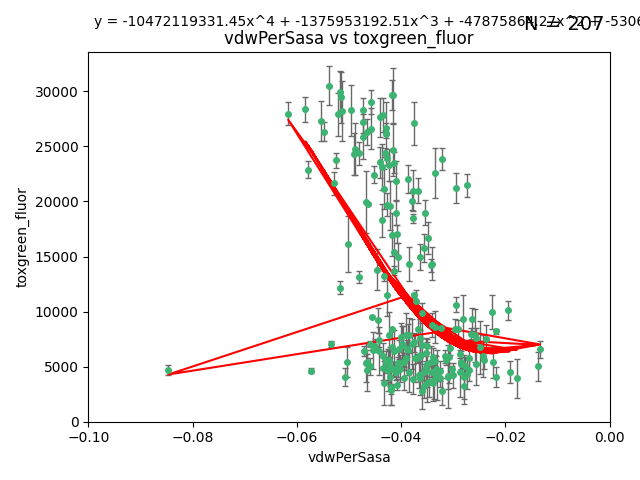 y = -10472119331.45x^4 + -1375953192.51x^3 +
N = 207
vdwPerSasa vs toxgreen_fluor
30000
25000
20000
15000
10000
5000
0
toxgreen_fluor
−0.10 −0.08 −0.06 −0.04 −0.02 0.00
vdwPerSasa